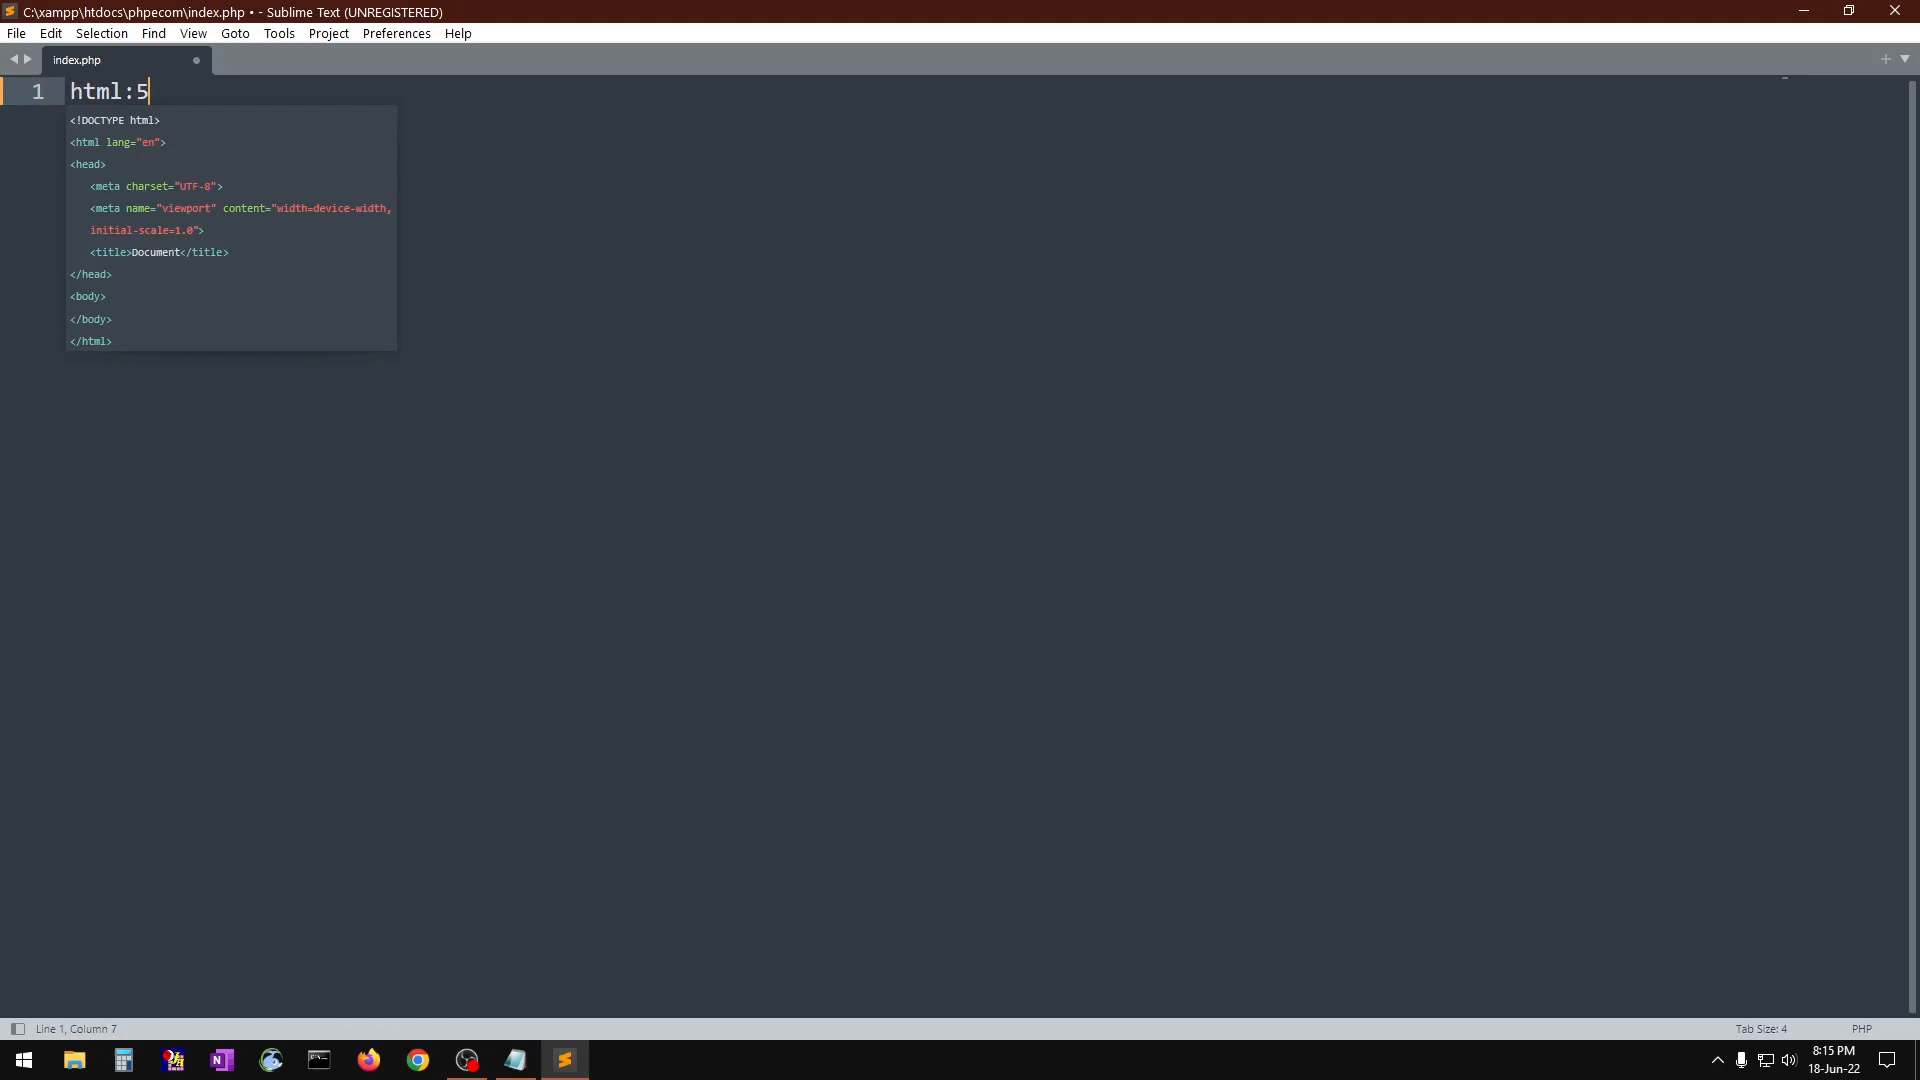 C:\xampp\htdocs\phpecom\index.php • - Sublime Text (UNREGISTERED)
File Edit Selection Find View Goto Tools Project Preferences Help
index.php
1 html:5
<!DOCTYPE html>
<html lang="en">
<head>
<meta charset="UTF-8">
<meta name="viewport" content="width=device-width,
initial-scale=1.0">
<title>Document</title>
</head>
<body>
</body>
</html>
Line 1, Column 7 Tab Size: 4 PHP
8:15 PM
18-Jun-22